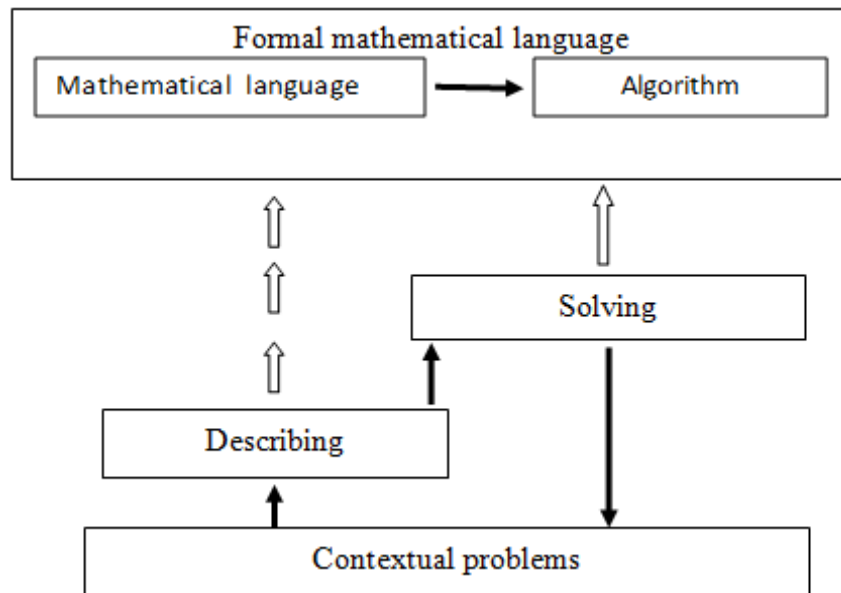 Formal mathematical language
Mathematical language
Algorithm
Solving
Describing
Contextual problems